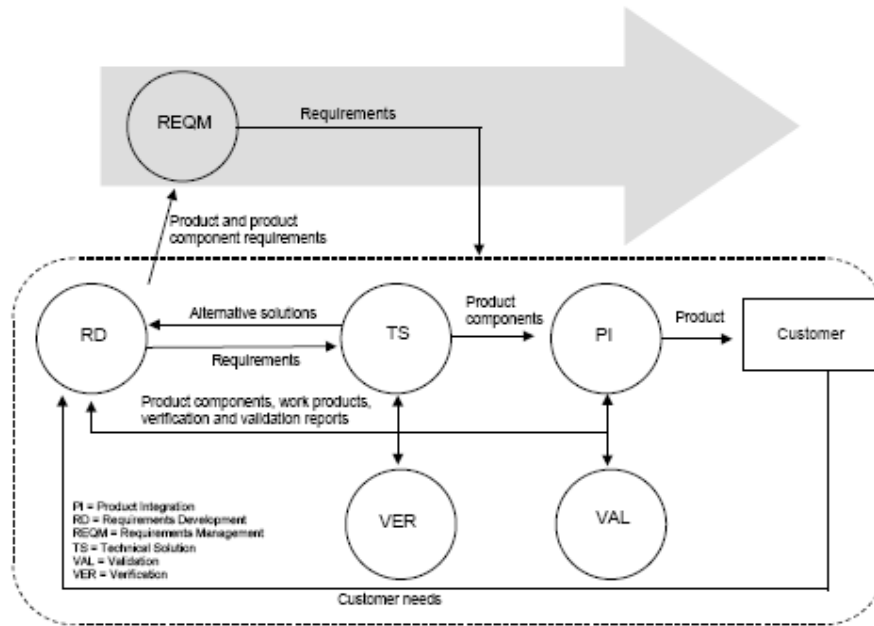 REQM
Requirements
Product and product
component requirements
RD
Alternative solutions
Requirements
TS
Product
components
PI
Product
Customer
Product components, work products,
verification and validation reports
VER
VAL
PI = Product Integration
RD = Requirements Development
REQM = Requirements Management
TS = Technical Solution
VAL = Validation
VER = Verification
Customer needs